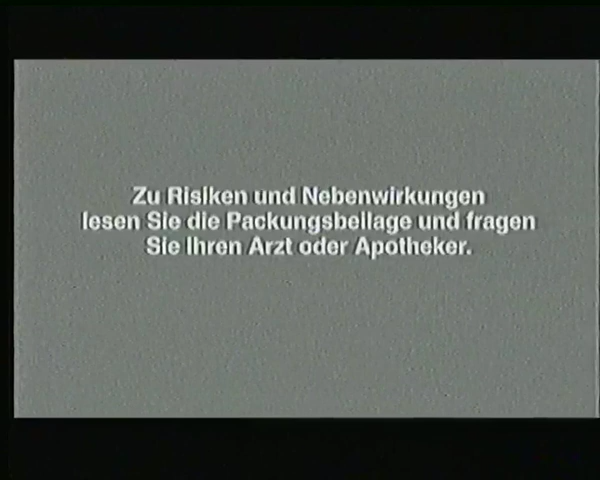 Zu Risiken und Nebenwirkungen
lesen Sie die Packungsbeilage und fragen
Sie Ihren Arzt oder Apotheker.